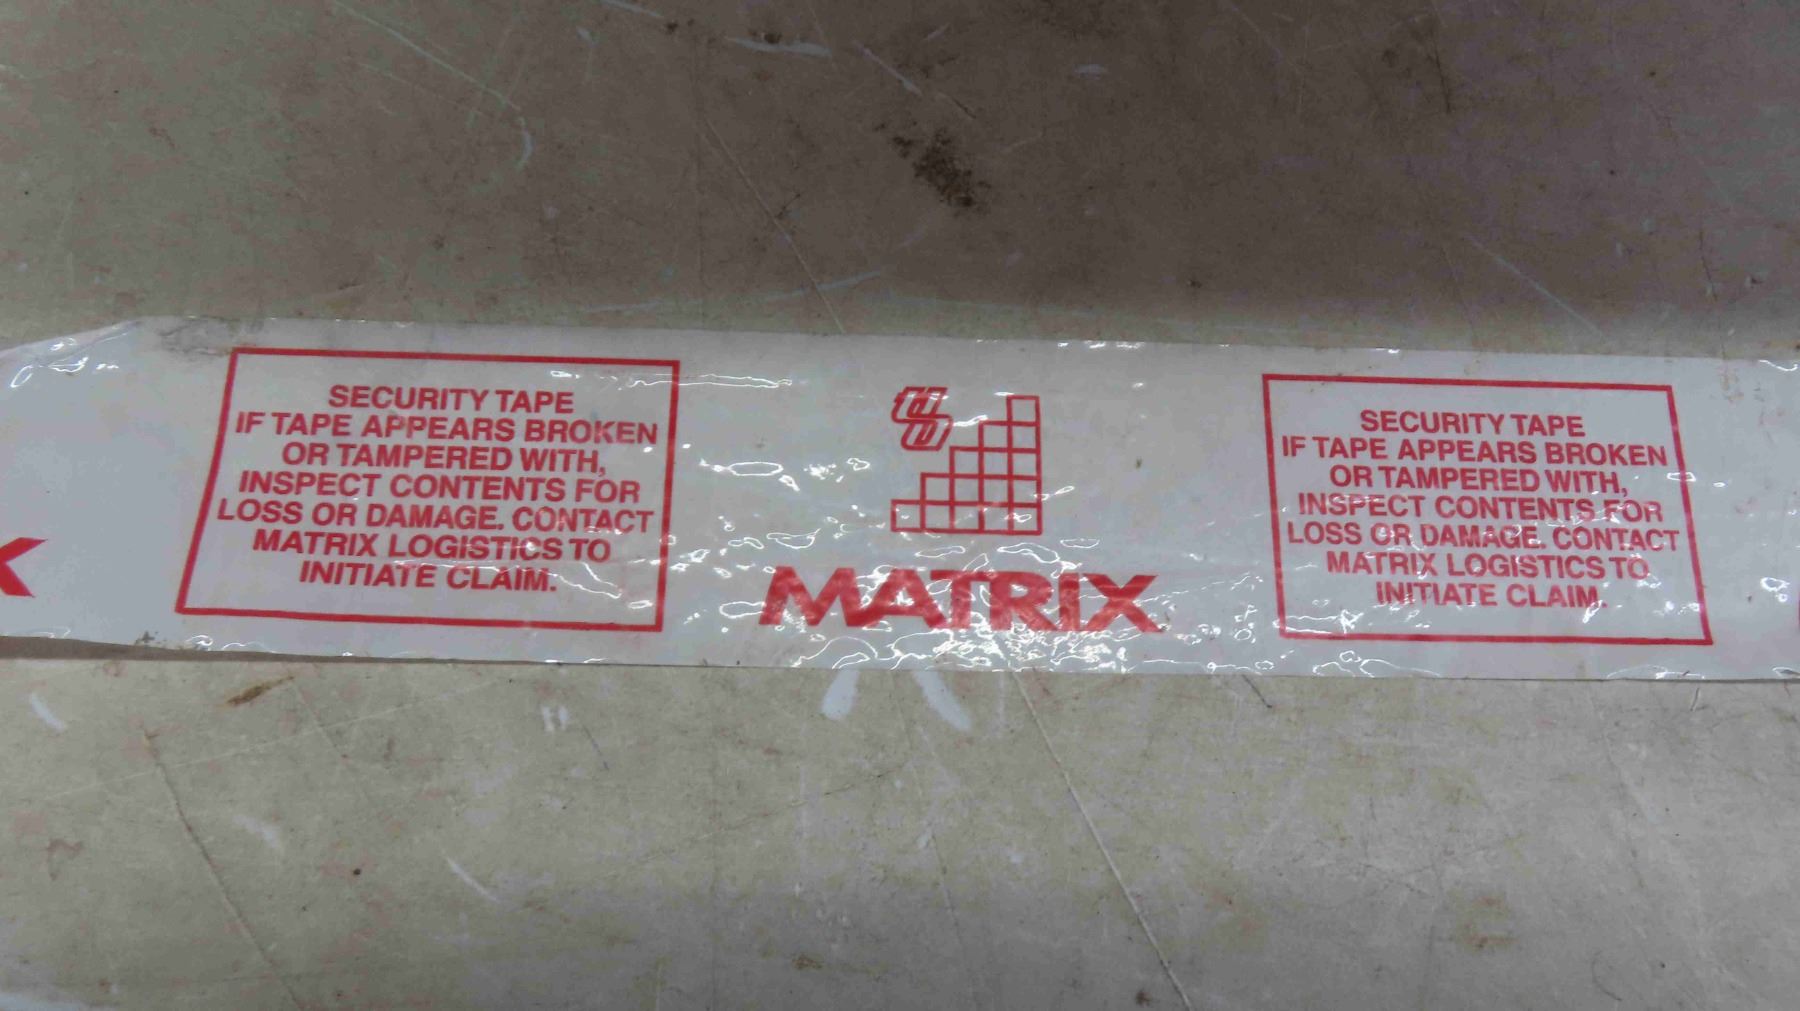 X
SECURITY TAPE
IF TAPE APPEARS BROKEN
OR TAMPERED WITH,
INSPECT CONTENTS FOR
LOSS OR DAMAGE. CONTACT
MATRIX LOGISTICS TO
INITIATE CLAIM.
MATRIX
SECURITY TAPE
IF TAPE APPEARS BROKEN
OR TAMPERED WITH,
INSPECT CONTENTS FOR
LOSS OR DAMAGE. CONTACT
MATRIX LOGISTICS TO
INITIATE CLAIM.